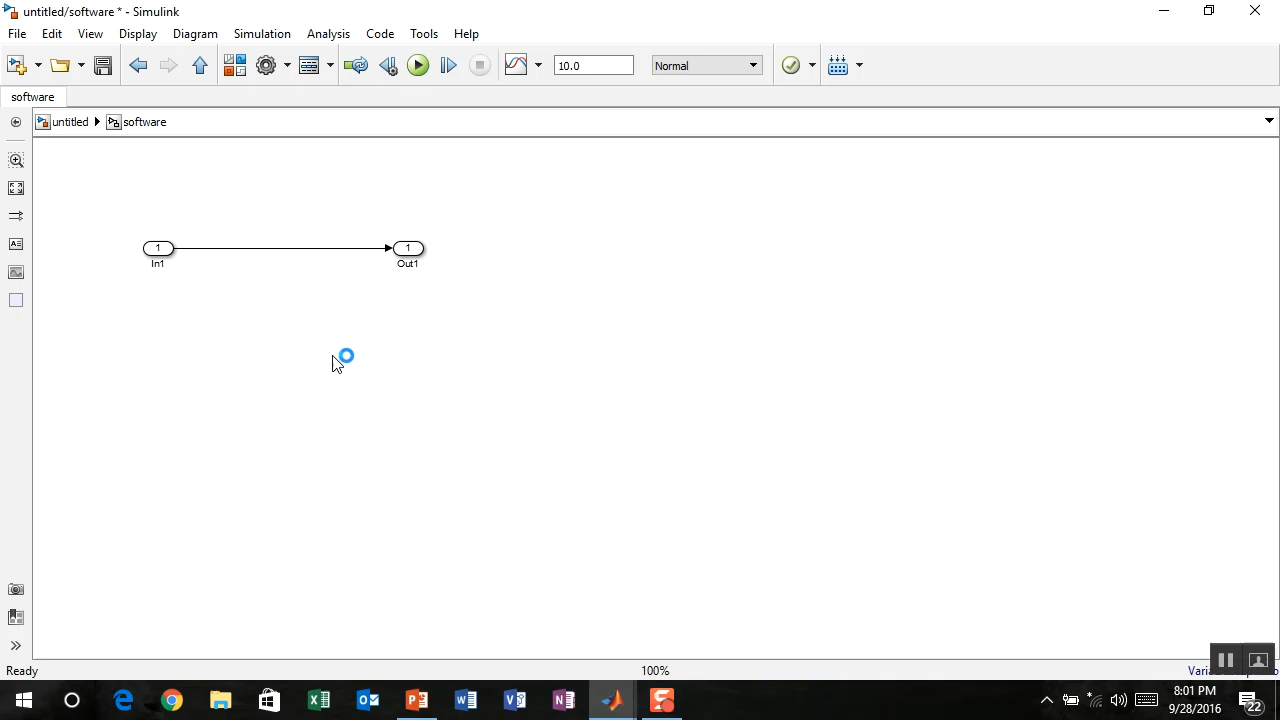 untitled/software * - Simulink
File Edit View Display Diagram Simulation Analysis Code Tools Help
10.0 Normal
software
untitled software
1 1
In1 Out1
Ready 100%
8:01 PM
9/28/2016
22